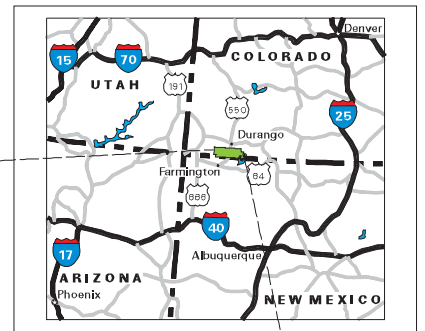 Denver
15
70
COLORADO
191
UTAH
550
25
Durango
Farmington
64
666
40
17
Albuquerque
ARIZONA
Phoenix
NEW MEXICO